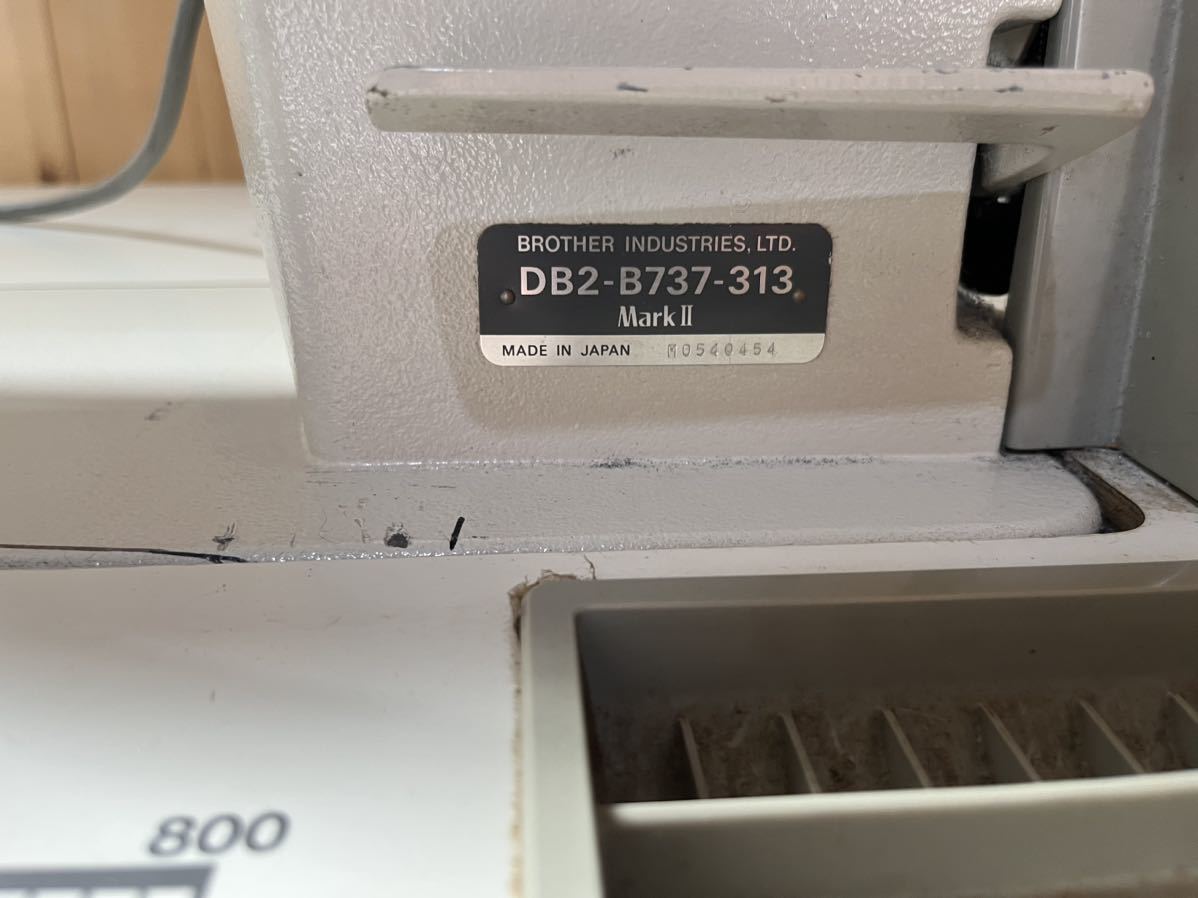 BROTHER INDUSTRIES, LTD.
DB2-B737-313
Mark II
MADE IN JAPAN M0540454
800